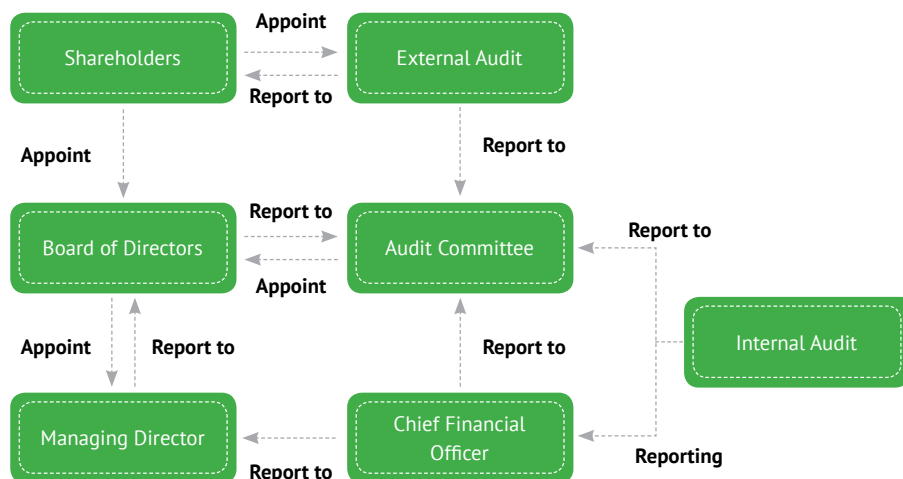 Appoint
Shareholders
External Audit
Report to
Appoint
Report to
Report to
Board of Directors
Audit Committee
Report to
Appoint
Internal Audit
Appoint
Report to
Report to
Managing Director
Chief Financial
Officer
Report to
Reporting